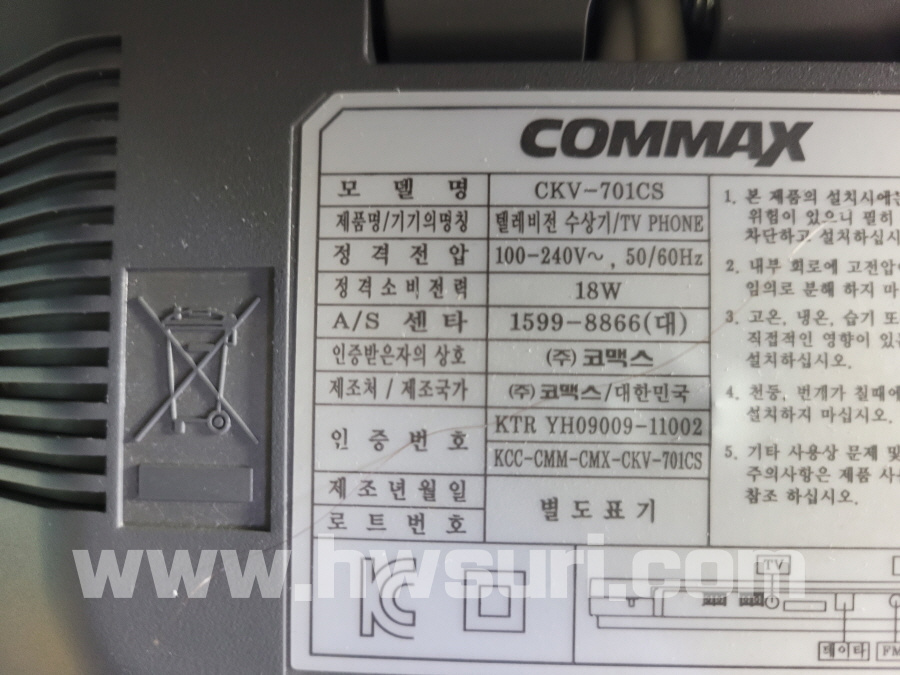 COMMAX
모 델 명 CKV-701CS
제품명/기기의명칭 텔레비전 수상기/TV PHONE
정 격 전 압 100-240V~, 50/60Hz
정격소비전력 18W
A/S 센 타 1599-8866(대)
인증받은자의 상호 (주) 코맥스
제조처 / 제조국가 (주) 코맥스/대한민국
인 증 번 호 KTR YH09009-11002
KCC-CMM-CMX-CKV-701CS
제 조 년 월 일 별 도 표 기
로 트 번 호
1. 본 제품의 설치시에는
위험이 있으니 필히
차단하고 설치하십시
2. 내부 회로에 고전압이
임의로 분해 하지 마
3. 고온, 냉온, 습기 또
직접적인 영향이 있는
설치하십시오.
4. 천둥, 번개가 칠때에
설치하지 마십시오.
5. 기타 사용상 문제 및
주의사항은 제품 사용
참조 하십시오.
www.hwsuri.com
TV
데이타 FM